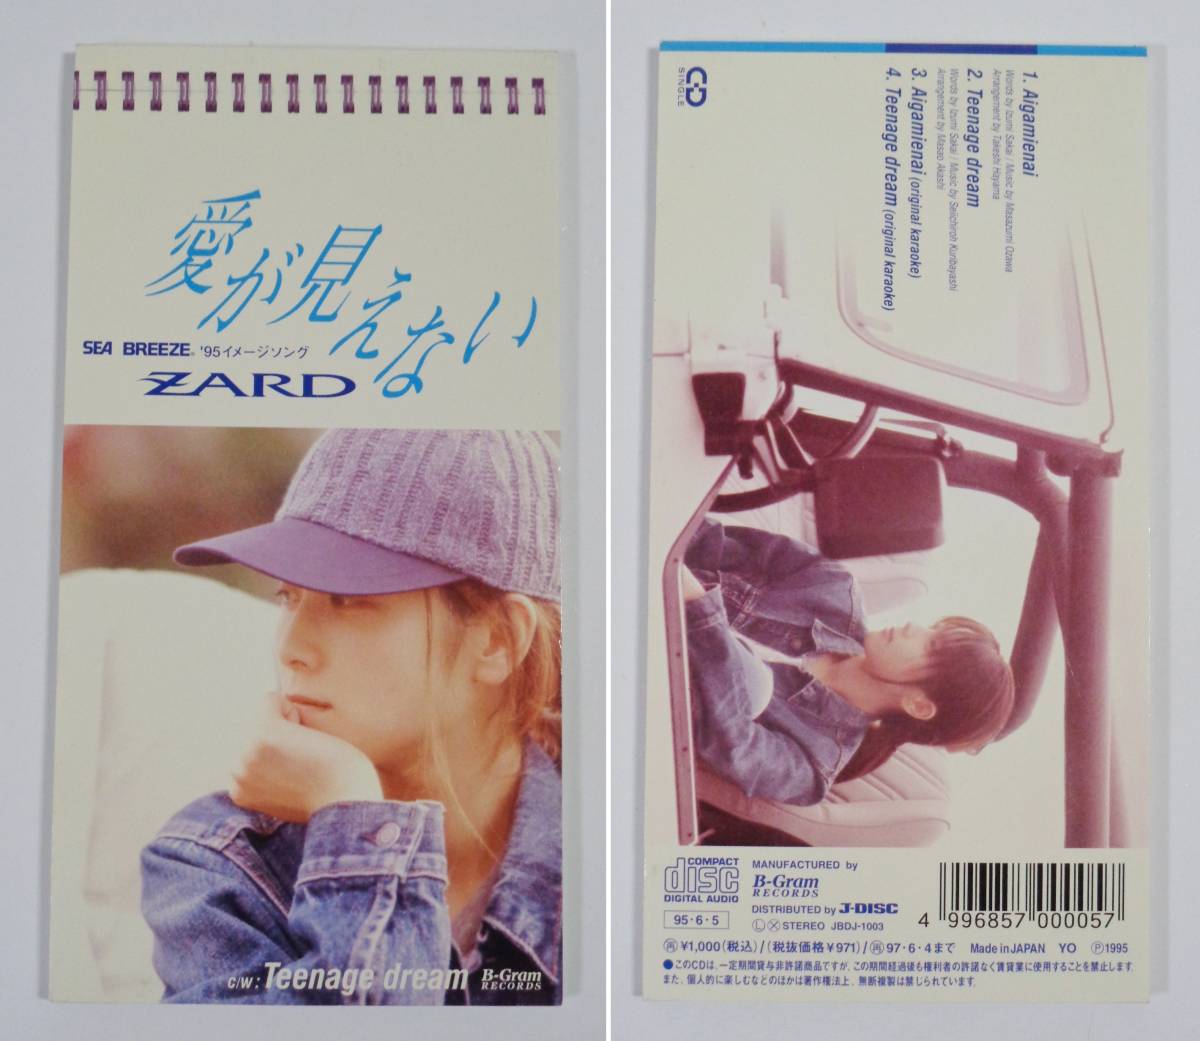 愛が見えない
SEA BREEZE® '95イメージソング
ZARD
C/W: Teenage dream
B-Gram
RECORDS
CD
SINGLE
1. Aigamienai
Words by Izumi Sakai / Music by Masazumi Ozawa
Arrangement by Takeshi Hayama
2. Teenage dream
Words by Izumi Sakai / Music by Seiichiroh Kuribayashi
Arrangement by Masao Akashi
3. Aigamienai (original karaoke)
4. Teenage dream (original karaoke)
COMPACT
disc
DIGITAL AUDIO
95·6·5
MANUFACTURED by
B-Gram
RECORDS
DISTRIBUTED by J-DISC
Ⓛ Ⓧ STEREO JBDJ-1003
4 996857 000057
㊢¥1,000(税込)/(税抜価格¥971)/㊢97·6·4まで Made in JAPAN YO Ⓟ1995
●このCDは、一定期間貸与非許諾商品ですが、この期間経過後も権利者の許諾なく賃貸業に使用することを禁止します。
また、個人的に楽しむなどのほかは著作権法上、無断複製は禁じられています。